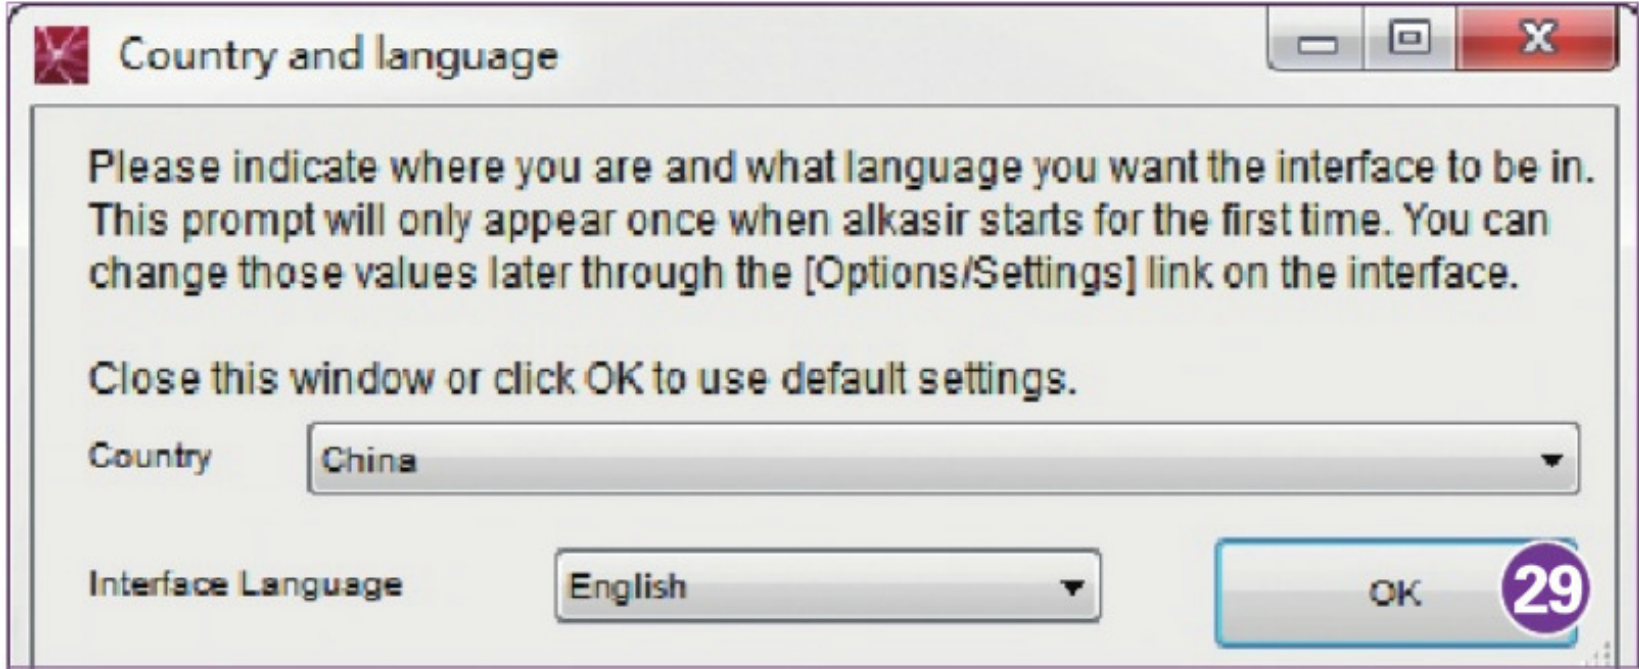 Country and language
Please indicate where you are and what language you want the interface to be in.
This prompt will only appear once when alkasir starts for the first time. You can
change those values later through the [Options/Settings] link on the interface.
Close this window or click OK to use default settings.
Country China
Interface Language English OK 29